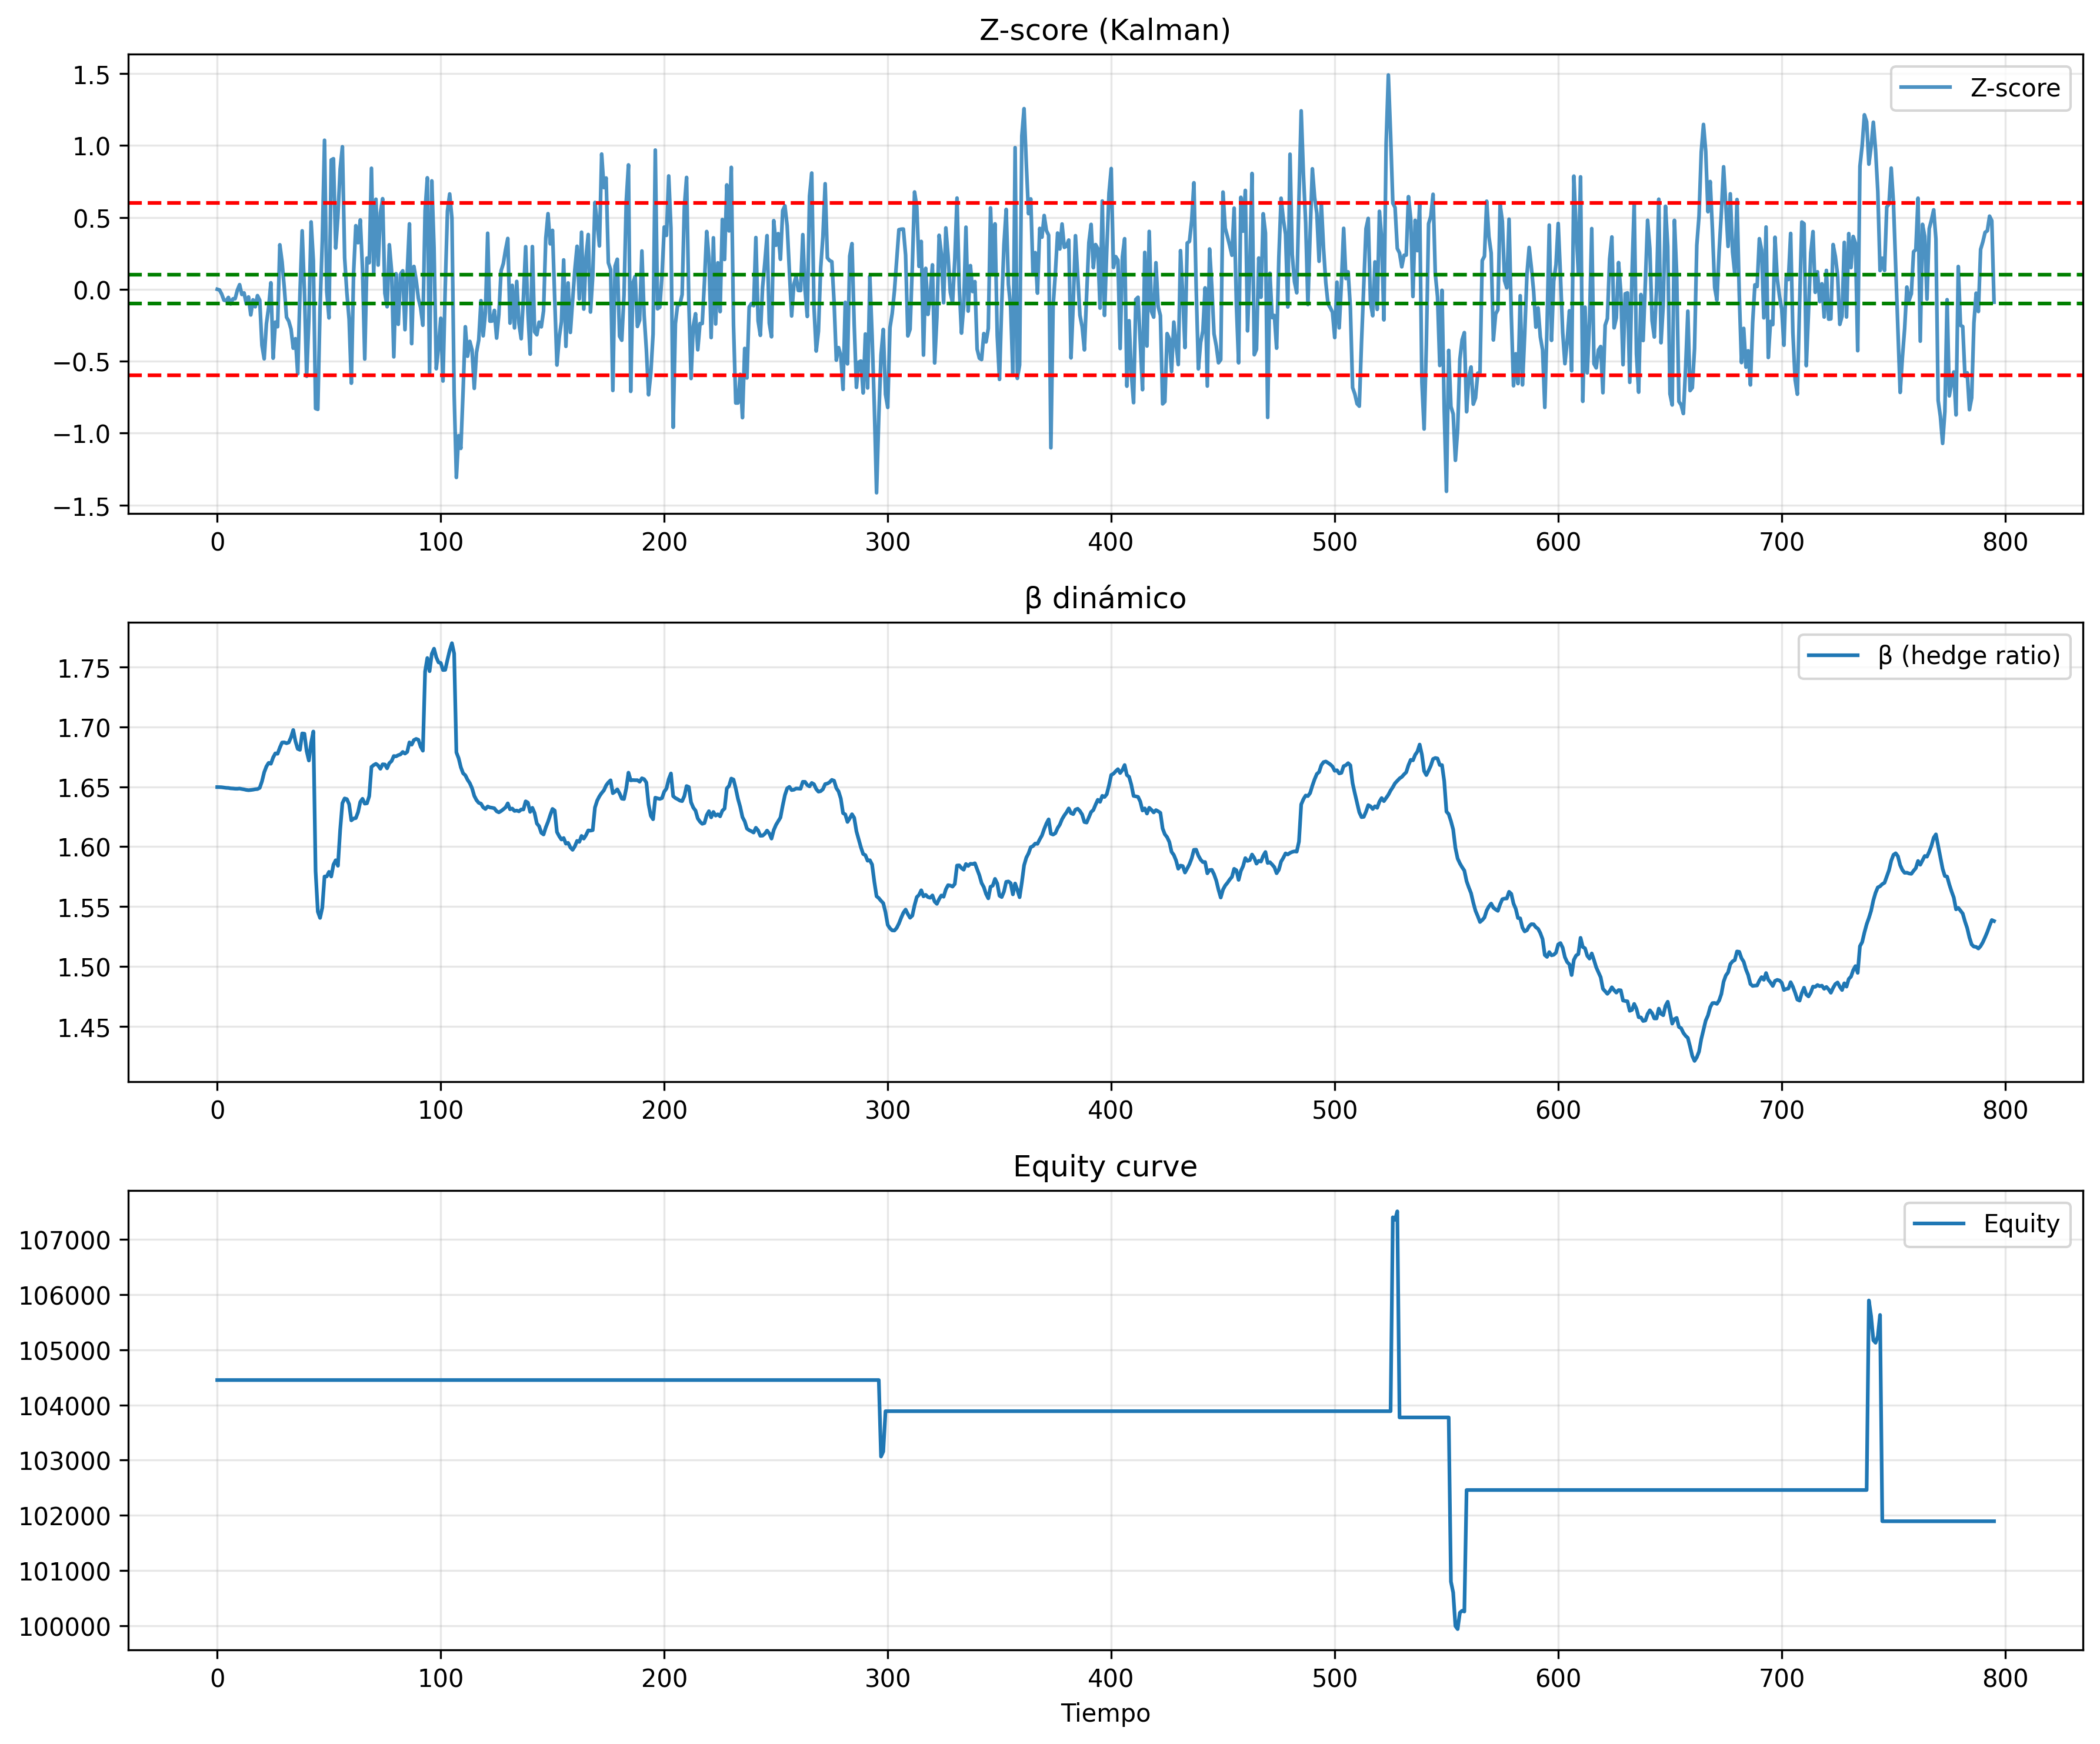 Z-score (Kalman)
1.5
1.0
0.5
0.0
−0.5
−1.0
−1.5
Z-score
0 100 200 300 400 500 600 700 800
β dinámico
1.75
1.70
1.65
1.60
1.55
1.50
1.45
β (hedge ratio)
0 100 200 300 400 500 600 700 800
Equity curve
107000
106000
105000
104000
103000
102000
101000
100000
Equity
0 100 200 300 400 500 600 700 800
Tiempo